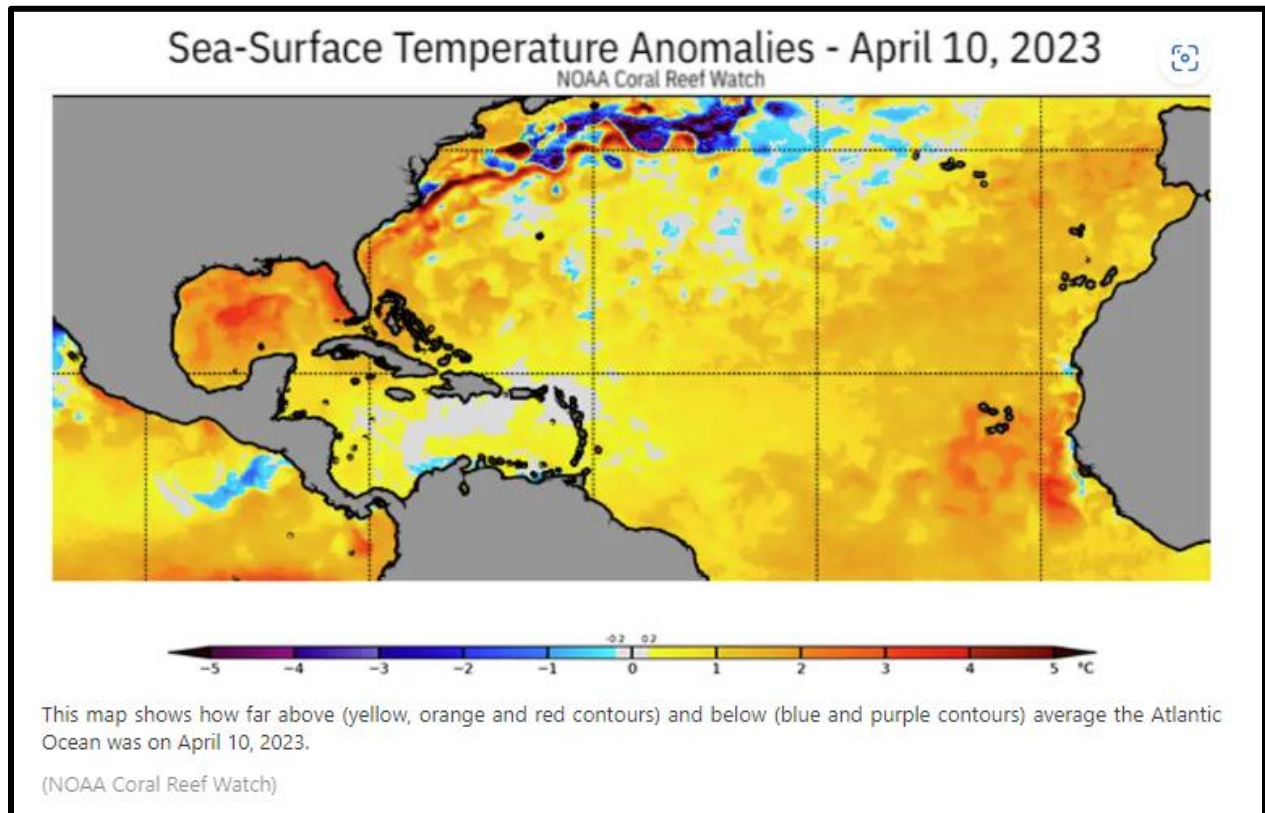 Sea-Surface Temperature Anomalies - April 10, 2023
NOAA Coral Reef Watch
-0.2 0.2
-5 -4 -3 -2 -1 0 1 2 3 4 5 °C
This map shows how far above (yellow, orange and red contours) and below (blue and purple contours) average the Atlantic
Ocean was on April 10, 2023.
(NOAA Coral Reef Watch)